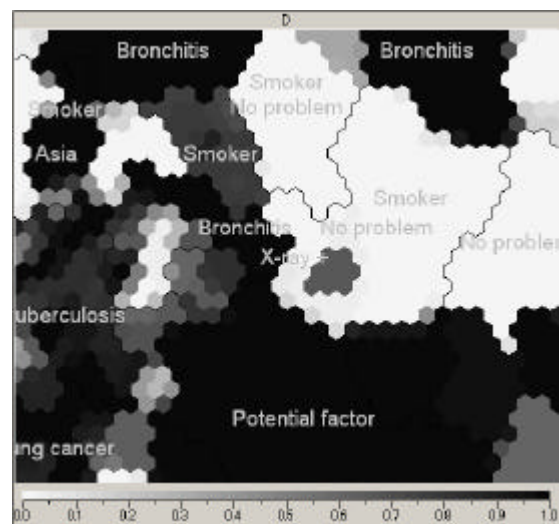 D
Bronchitis
Bronchitis
Smoker
No problem
Smoker
Asia
Smoker
Smoker
Bronchitis
No problem
No problem
X-ray +
uberculosis
Potential factor
ung cancer
0.0 0.1 0.2 0.3 0.4 0.5 0.6 0.7 0.8 0.9 1.0